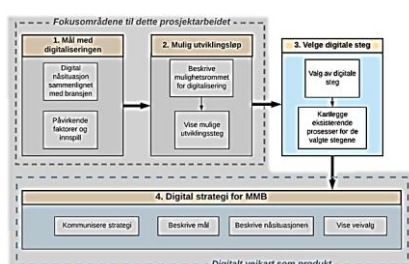 Fokusområdene til dette prosjektarbeidet
1. Mål med
digitaliseringen
Digital
nåsituasjon
sammenlignet
med bransjen
Påvirkende
faktorer og
innspill
2. Mulig utviklingsløp
Beskrive
mulighetsrommet
for digitalisering
Vise mulige
utviklingssteg
3. Velge digitale steg
Valg av digitale
steg
Kartlegge
eksisterende
prosesser for de
valgte stegene
4. Digital strategi for MMB
Kommunisere strategi
Beskrive mål
Beskrive nåsituasjonen
Vise veivalg
Digitalt veikart som produkt